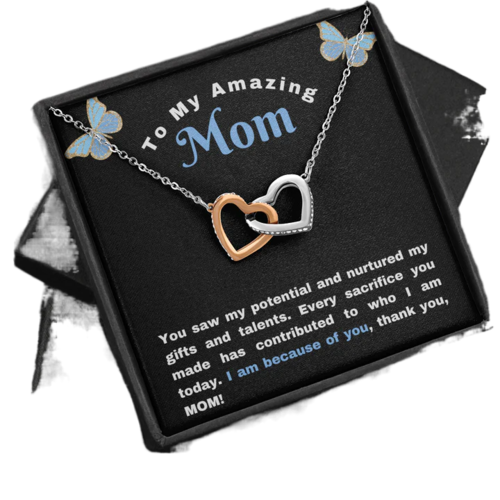 To My Amazing
Mom
You saw my potential and nurtured my
gifts and talents. Every sacrifice you
made has contributed to who I am
today. I am because of you, thank you,
MOM!